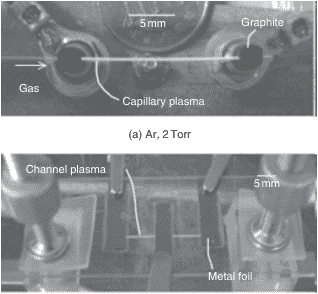 5 mm
Graphite
Gas
Capillary plasma
(a) Ar, 2 Torr
Channel plasma
5 mm
Metal foil